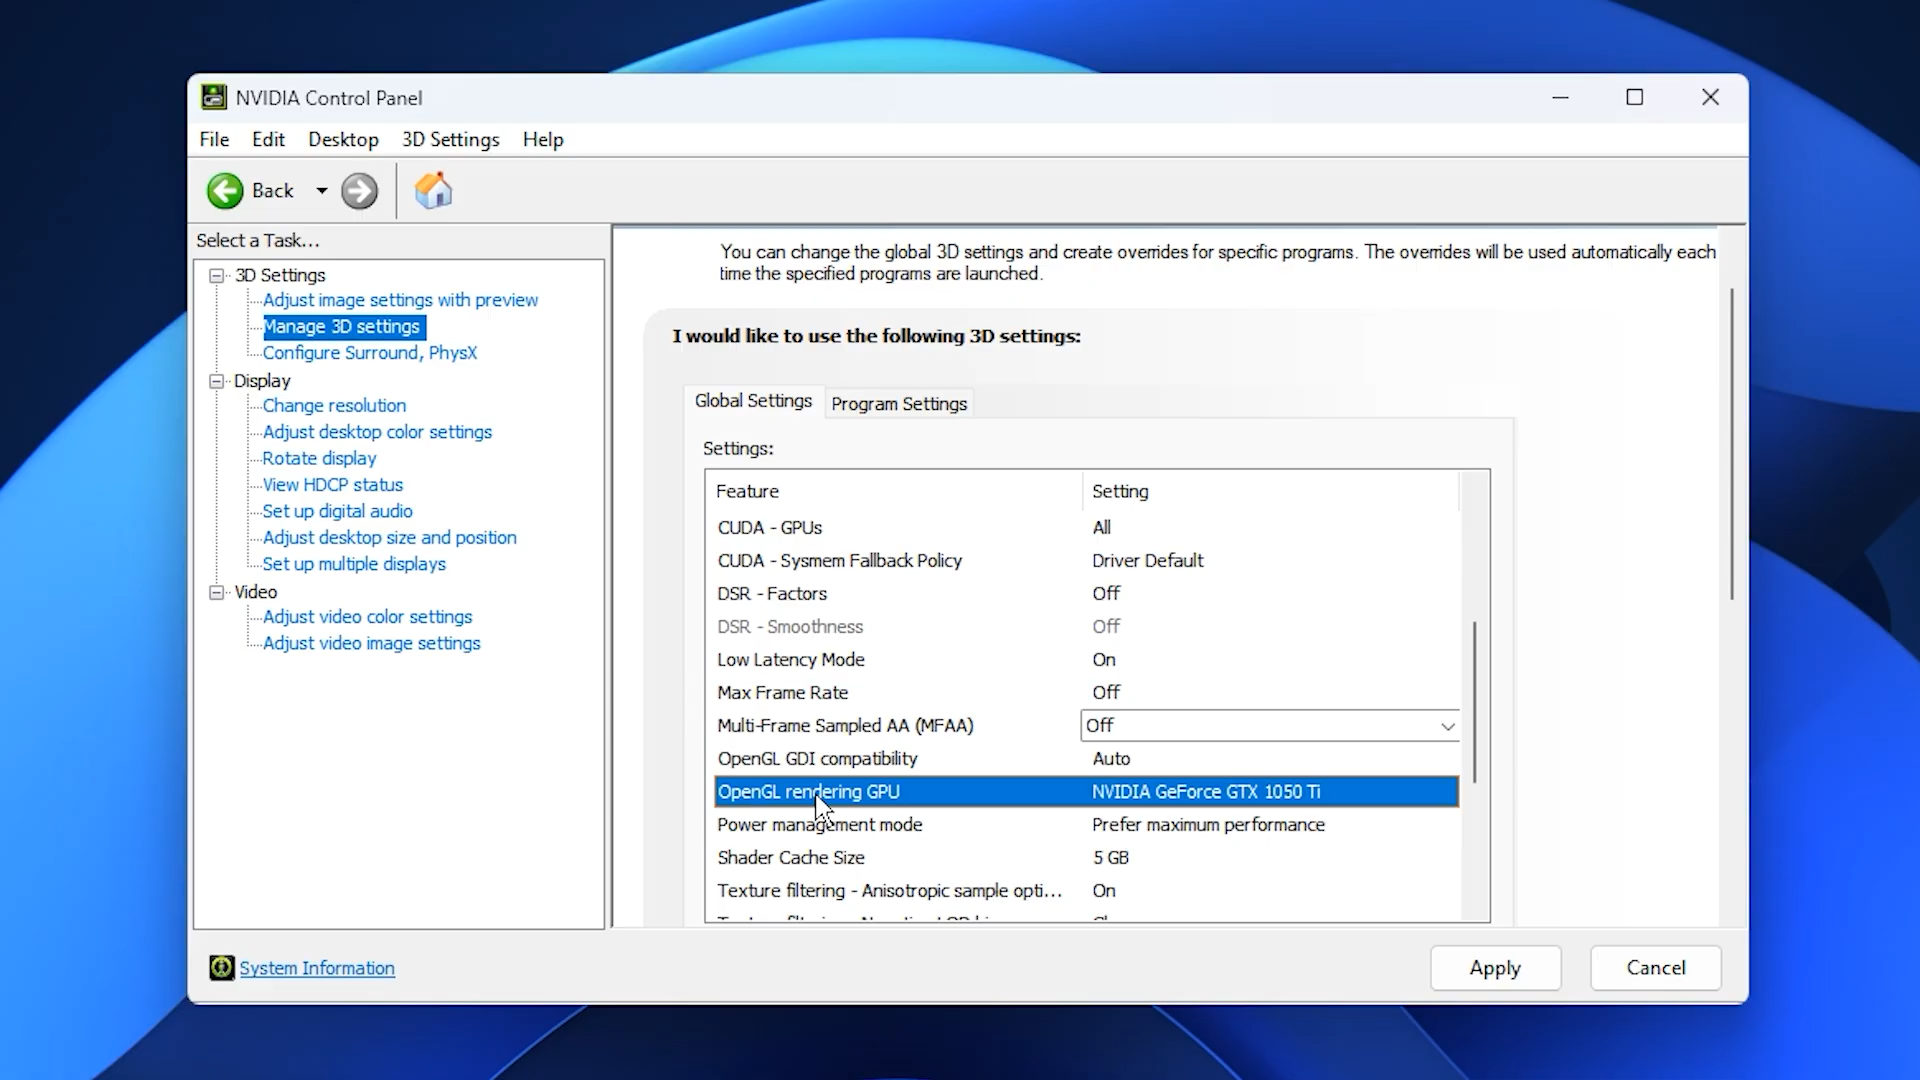 NVIDIA Control Panel
File Edit Desktop 3D Settings Help
Back
Select a Task...
3D Settings
Adjust image settings with preview
Manage 3D settings
Configure Surround, PhysX
Display
Change resolution
Adjust desktop color settings
Rotate display
View HDCP status
Set up digital audio
Adjust desktop size and position
Set up multiple displays
Video
Adjust video color settings
Adjust video image settings
System Information
You can change the global 3D settings and create overrides for specific programs. The overrides will be used automatically each
time the specified programs are launched.
I would like to use the following 3D settings:
Global Settings Program Settings
Settings:
Feature Setting
CUDA - GPUs All
CUDA - Sysmem Fallback Policy Driver Default
DSR - Factors Off
DSR - Smoothness Off
Low Latency Mode On
Max Frame Rate Off
Multi-Frame Sampled AA (MFAA) Off
OpenGL GDI compatibility Auto
OpenGL rendering GPU NVIDIA GeForce GTX 1050 Ti
Power management mode Prefer maximum performance
Shader Cache Size 5 GB
Texture filtering - Anisotropic sample opti... On
Apply Cancel